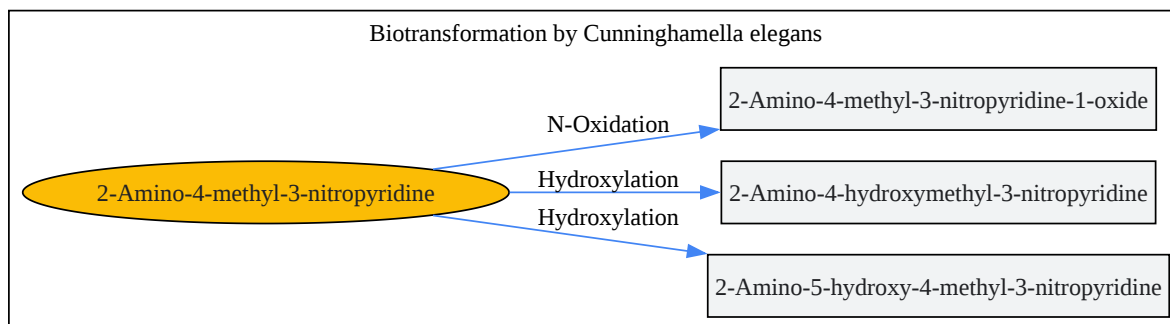 Biotransformation by Cunninghamella elegans
2-Amino-4-methyl-3-nitropyridine
N-Oxidation
2-Amino-4-methyl-3-nitropyridine-1-oxide
Hydroxylation
2-Amino-4-hydroxymethyl-3-nitropyridine
Hydroxylation
2-Amino-5-hydroxy-4-methyl-3-nitropyridine